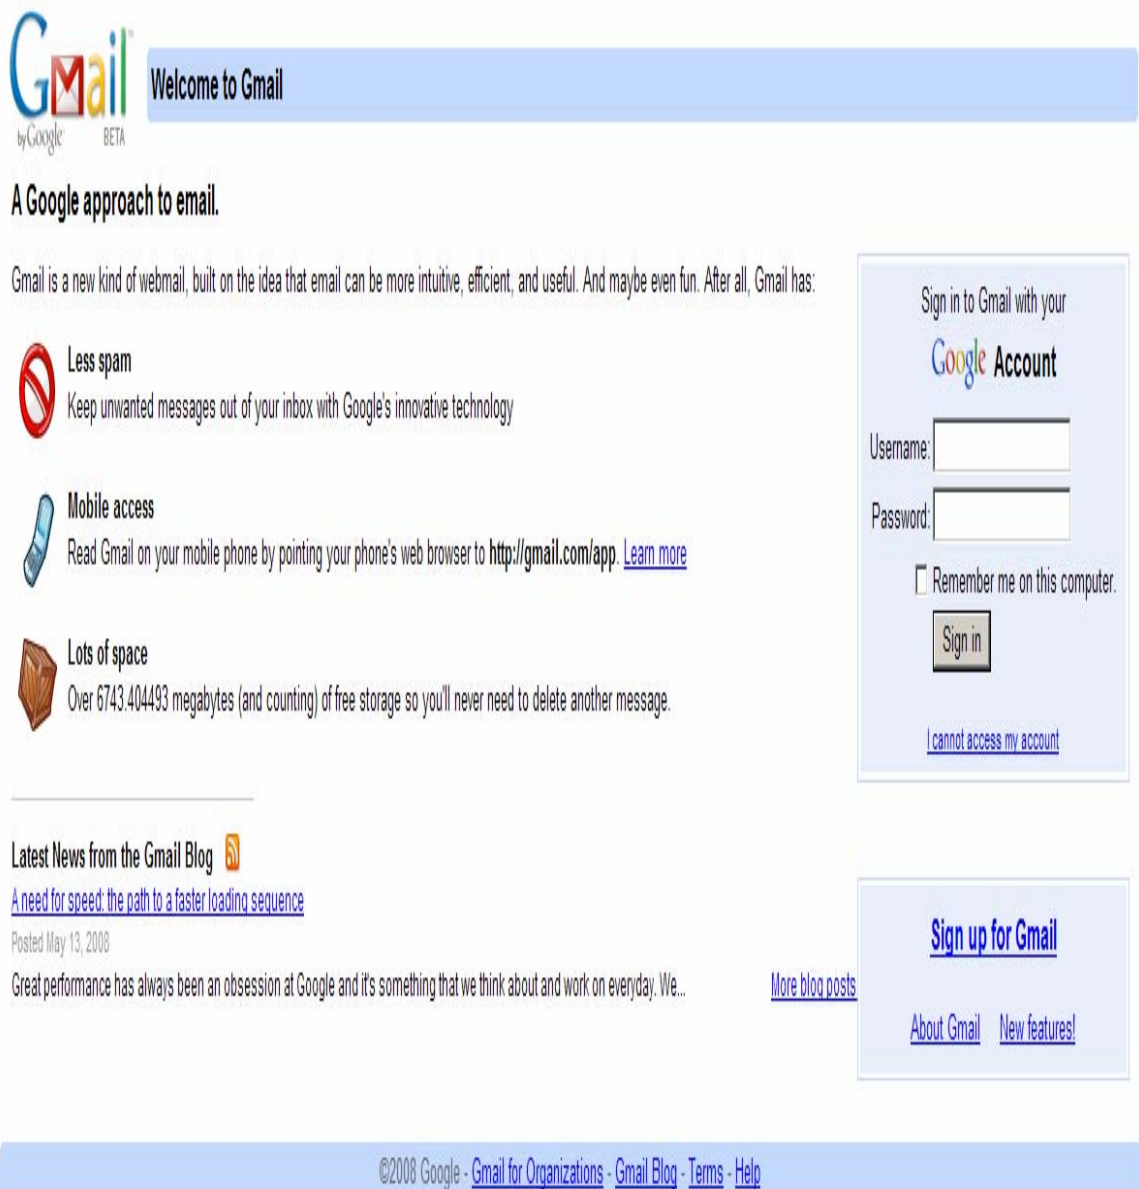 Gmail
by Google BETA
Welcome to Gmail
A Google approach to email.
Gmail is a new kind of webmail, built on the idea that email can be more intuitive, efficient, and useful. And maybe even fun. After all, Gmail has:
Less spam
Keep unwanted messages out of your inbox with Google's innovative technology
Mobile access
Read Gmail on your mobile phone by pointing your phone's web browser to http://gmail.com/app. Learn more
Lots of space
Over 6743.404493 megabytes (and counting) of free storage so you'll never need to delete another message.
Latest News from the Gmail Blog
A need for speed: the path to a faster loading sequence
Posted May 13, 2008
Great performance has always been an obsession at Google and it's something that we think about and work on everyday. We...
More blog posts
Sign in to Gmail with your
Google Account
Username:
Password:
Remember me on this computer.
Sign in
I cannot access my account
Sign up for Gmail
About Gmail New features!
©2008 Google - Gmail for Organizations - Gmail Blog - Terms - Help